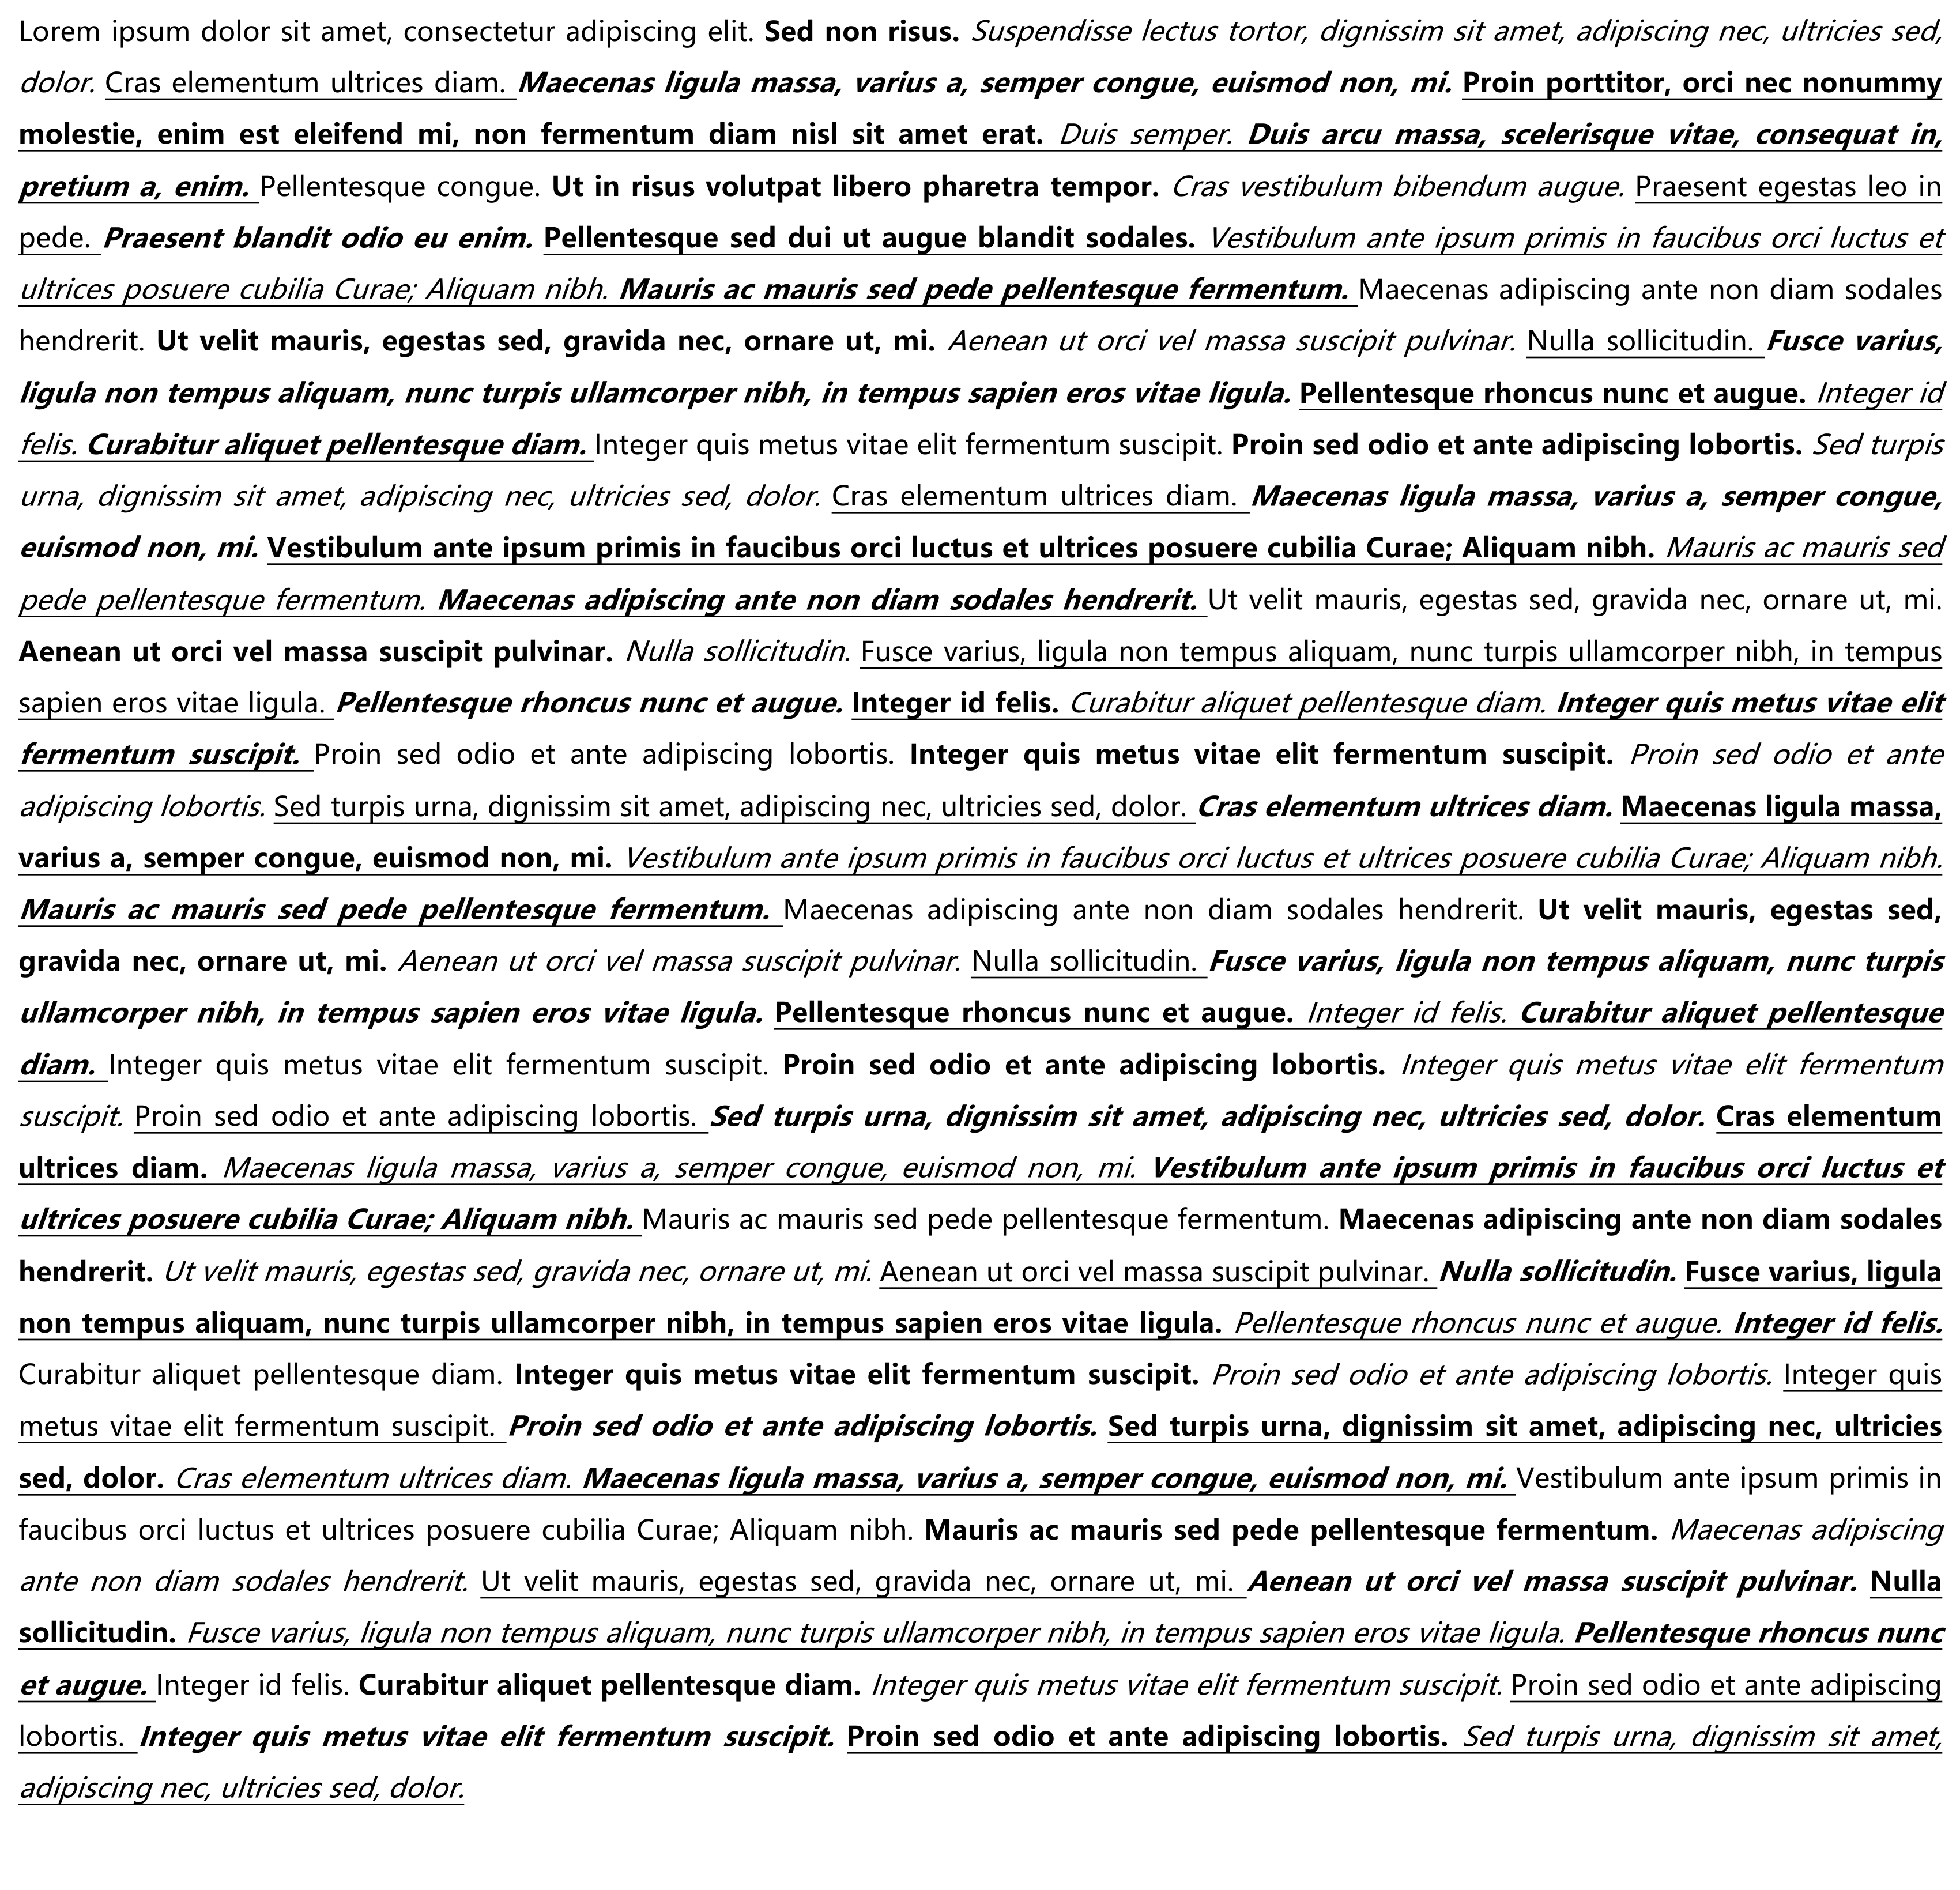 Lorem ipsum dolor sit amet, consectetur adipiscing elit. Sed non risus. Suspendisse lectus tortor, dignissim sit amet, adipiscing nec, ultricies sed,
dolor. Cras elementum ultrices diam. Maecenas ligula massa, varius a, semper congue, euismod non, mi. Proin porttitor, orci nec nonummy
molestie, enim est eleifend mi, non fermentum diam nisl sit amet erat. Duis semper. Duis arcu massa, scelerisque vitae, consequat in,
pretium a, enim. Pellentesque congue. Ut in risus volutpat libero pharetra tempor. Cras vestibulum bibendum augue. Praesent egestas leo in
pede. Praesent blandit odio eu enim. Pellentesque sed dui ut augue blandit sodales. Vestibulum ante ipsum primis in faucibus orci luctus et
ultrices posuere cubilia Curae; Aliquam nibh. Mauris ac mauris sed pede pellentesque fermentum. Maecenas adipiscing ante non diam sodales
hendrerit. Ut velit mauris, egestas sed, gravida nec, ornare ut, mi. Aenean ut orci vel massa suscipit pulvinar. Nulla sollicitudin. Fusce varius,
ligula non tempus aliquam, nunc turpis ullamcorper nibh, in tempus sapien eros vitae ligula. Pellentesque rhoncus nunc et augue. Integer id
felis. Curabitur aliquet pellentesque diam. Integer quis metus vitae elit fermentum suscipit. Proin sed odio et ante adipiscing lobortis. Sed turpis
urna, dignissim sit amet, adipiscing nec, ultricies sed, dolor. Cras elementum ultrices diam. Maecenas ligula massa, varius a, semper congue,
euismod non, mi. Vestibulum ante ipsum primis in faucibus orci luctus et ultrices posuere cubilia Curae; Aliquam nibh. Mauris ac mauris sed
pede pellentesque fermentum. Maecenas adipiscing ante non diam sodales hendrerit. Ut velit mauris, egestas sed, gravida nec, ornare ut, mi.
Aenean ut orci vel massa suscipit pulvinar. Nulla sollicitudin. Fusce varius, ligula non tempus aliquam, nunc turpis ullamcorper nibh, in tempus
sapien eros vitae ligula. Pellentesque rhoncus nunc et augue. Integer id felis. Curabitur aliquet pellentesque diam. Integer quis metus vitae elit
fermentum suscipit. Proin sed odio et ante adipiscing lobortis. Integer quis metus vitae elit fermentum suscipit. Proin sed odio et ante
adipiscing lobortis. Sed turpis urna, dignissim sit amet, adipiscing nec, ultricies sed, dolor. Cras elementum ultrices diam. Maecenas ligula massa,
varius a, semper congue, euismod non, mi. Vestibulum ante ipsum primis in faucibus orci luctus et ultrices posuere cubilia Curae; Aliquam nibh.
Mauris ac mauris sed pede pellentesque fermentum. Maecenas adipiscing ante non diam sodales hendrerit. Ut velit mauris, egestas sed,
gravida nec, ornare ut, mi. Aenean ut orci vel massa suscipit pulvinar. Nulla sollicitudin. Fusce varius, ligula non tempus aliquam, nunc turpis
ullamcorper nibh, in tempus sapien eros vitae ligula. Pellentesque rhoncus nunc et augue. Integer id felis. Curabitur aliquet pellentesque
diam. Integer quis metus vitae elit fermentum suscipit. Proin sed odio et ante adipiscing lobortis. Integer quis metus vitae elit fermentum
suscipit. Proin sed odio et ante adipiscing lobortis. Sed turpis urna, dignissim sit amet, adipiscing nec, ultricies sed, dolor. Cras elementum
ultrices diam. Maecenas ligula massa, varius a, semper congue, euismod non, mi. Vestibulum ante ipsum primis in faucibus orci luctus et
ultrices posuere cubilia Curae; Aliquam nibh. Mauris ac mauris sed pede pellentesque fermentum. Maecenas adipiscing ante non diam sodales
hendrerit. Ut velit mauris, egestas sed, gravida nec, ornare ut, mi. Aenean ut orci vel massa suscipit pulvinar. Nulla sollicitudin. Fusce varius, ligula
non tempus aliquam, nunc turpis ullamcorper nibh, in tempus sapien eros vitae ligula. Pellentesque rhoncus nunc et augue. Integer id felis.
Curabitur aliquet pellentesque diam. Integer quis metus vitae elit fermentum suscipit. Proin sed odio et ante adipiscing lobortis. Integer quis
metus vitae elit fermentum suscipit. Proin sed odio et ante adipiscing lobortis. Sed turpis urna, dignissim sit amet, adipiscing nec, ultricies
sed, dolor. Cras elementum ultrices diam. Maecenas ligula massa, varius a, semper congue, euismod non, mi. Vestibulum ante ipsum primis in
faucibus orci luctus et ultrices posuere cubilia Curae; Aliquam nibh. Mauris ac mauris sed pede pellentesque fermentum. Maecenas adipiscing
ante non diam sodales hendrerit. Ut velit mauris, egestas sed, gravida nec, ornare ut, mi. Aenean ut orci vel massa suscipit pulvinar. Nulla
sollicitudin. Fusce varius, ligula non tempus aliquam, nunc turpis ullamcorper nibh, in tempus sapien eros vitae ligula. Pellentesque rhoncus nunc
et augue. Integer id felis. Curabitur aliquet pellentesque diam. Integer quis metus vitae elit fermentum suscipit. Proin sed odio et ante adipiscing
lobortis. Integer quis metus vitae elit fermentum suscipit. Proin sed odio et ante adipiscing lobortis. Sed turpis urna, dignissim sit amet,
adipiscing nec, ultricies sed, dolor.